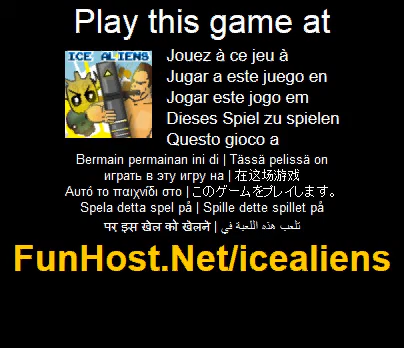 Play this game at
ICE ALIENS
Jouez à ce jeu à
Jugar a este juego en
Jogar este jogo em
Dieses Spiel zu spielen
Questo gioco a
Bermain permainan ini di | Tässä pelissä on
играть в эту игру на | 在这场游戏
Αυτό το παιχνίδι στο | このゲームをプレイします。
Spela detta spel på | Spille dette spillet på
पर इस खेल को खेलने | تلعب هذه اللعبة في
FunHost.Net/icealiens